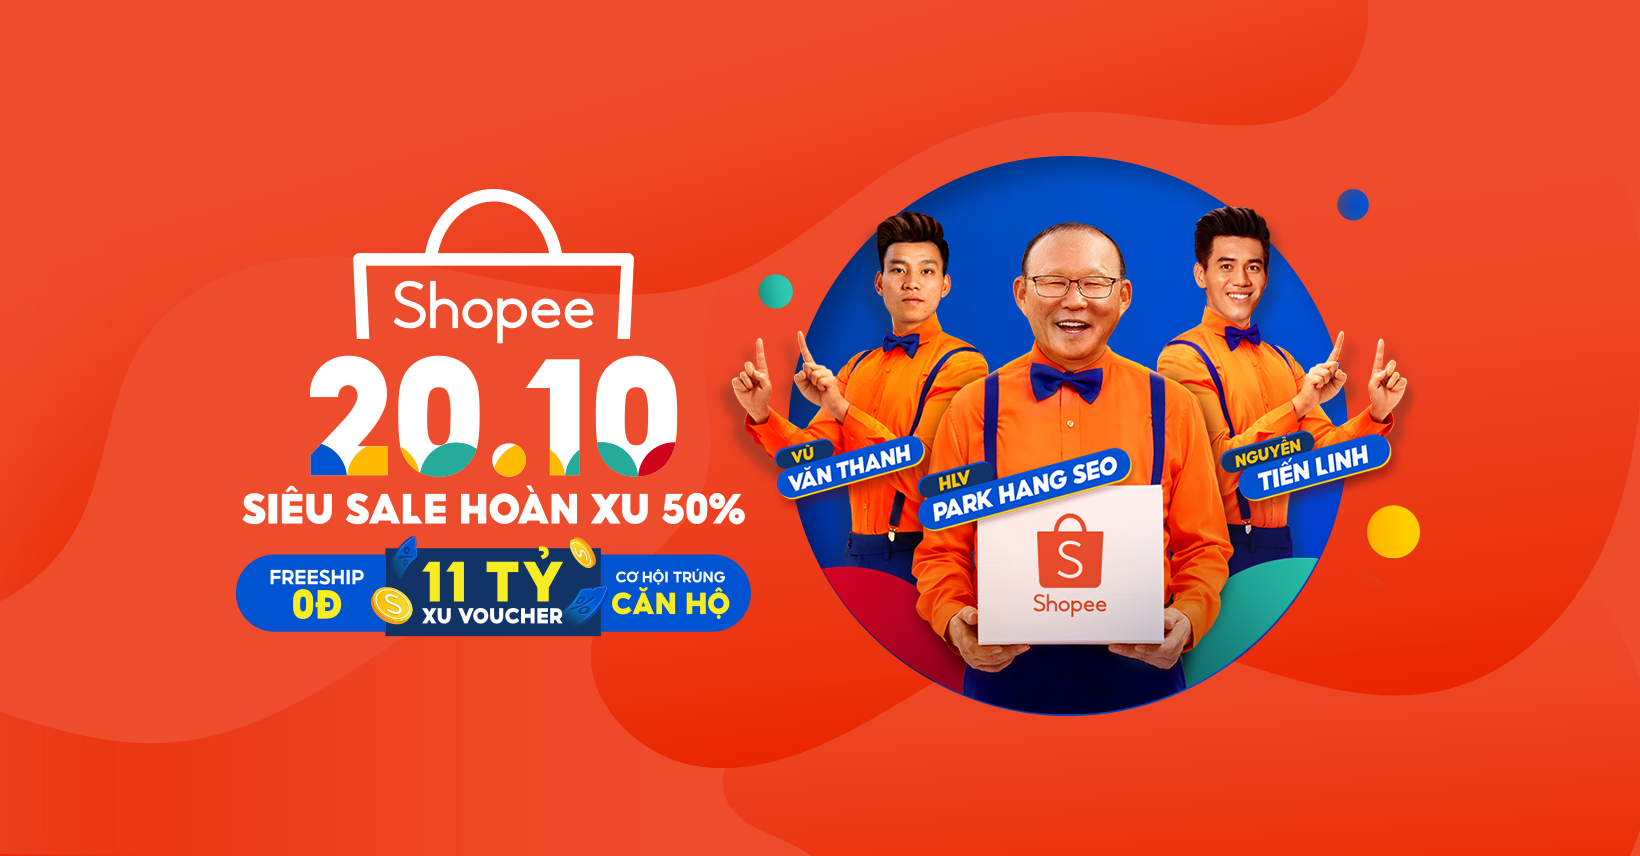 Shopee
20.10
SIÊU SALE HOÀN XU 50%
FREESHIP
0Đ
11 TỶ
XU VOUCHER
CƠ HỘI TRÚNG
CĂN HỘ
VŨ
VĂN THANH
HLV
PARK HANG SEO
NGUYỄN
TIẾN LINH
S
Shopee